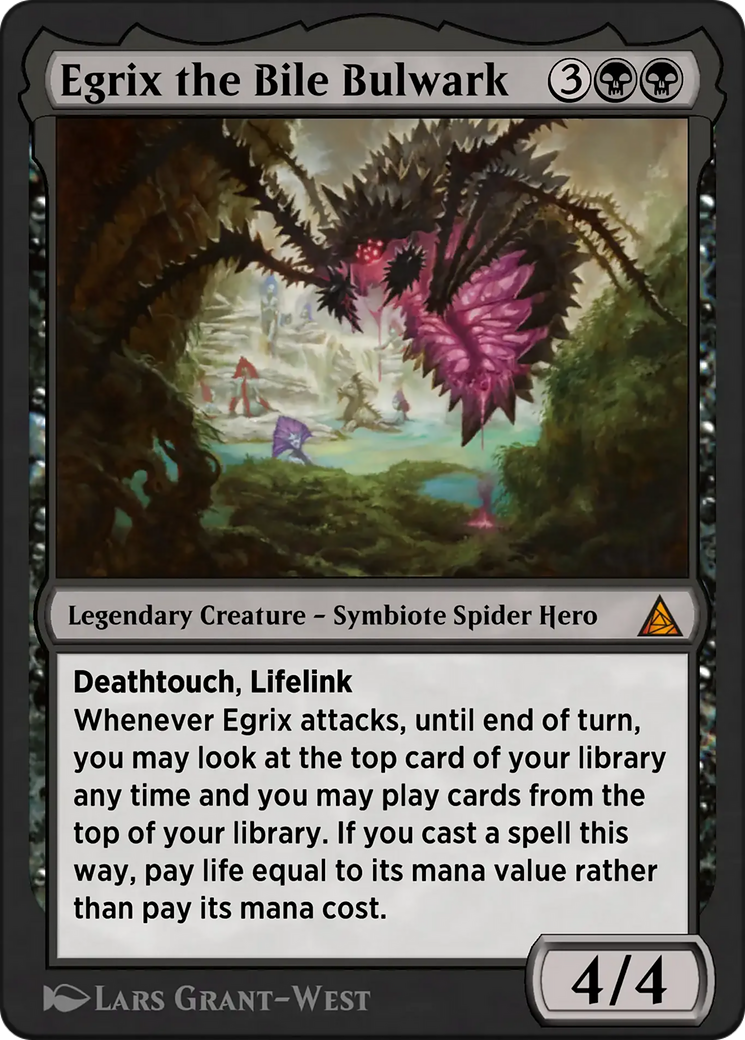 Egrix the Bile Bulwark 3
Legendary Creature – Symbiote Spider Hero
Deathtouch, Lifelink
Whenever Egrix attacks, until end of turn,
you may look at the top card of your library
any time and you may play cards from the
top of your library. If you cast a spell this
way, pay life equal to its mana value rather
than pay its mana cost.
4/4
Lars Grant-West